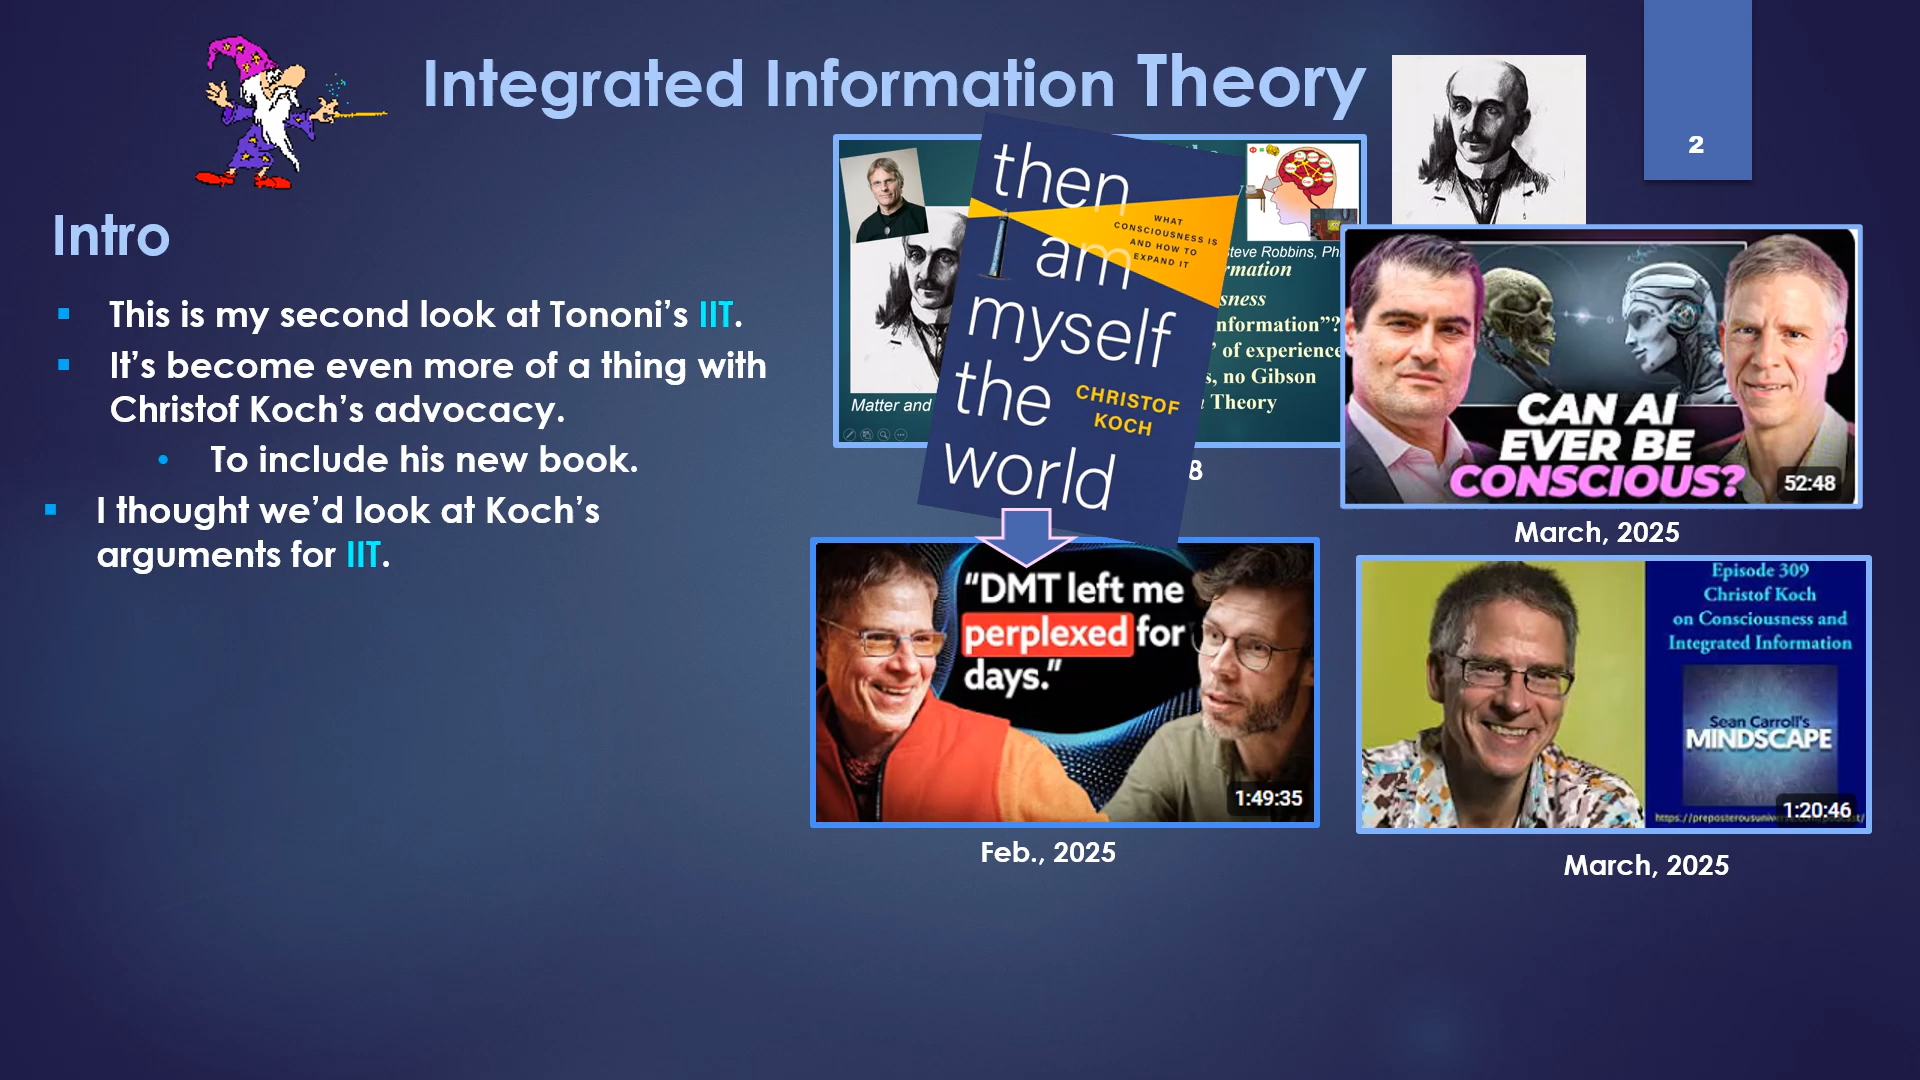 Integrated Information Theory
2
Intro
This is my second look at Tononi's IIT.
It's become even more of a thing with
Christof Koch's advocacy.
To include his new book.
I thought we'd look at Koch's
arguments for IIT.
Steve Robbins, Ph
rmation
sness
nformation"?
' of experience
s, no Gibson
Theory
Matter and
8
then
I am
myself
the
world
WHAT
CONSCIOUSNESS IS
AND HOW TO
EXPAND IT
CHRISTOF
KOCH
CAN AI
EVER BE
CONSCIOUS?
52:48
March, 2025
"DMT left me
perplexed for
days."
1:49:35
Feb., 2025
Episode 309
Christof Koch
on Consciousness and
Integrated Information
Sean Carroll's
MINDSCAPE
1:20:46
March, 2025